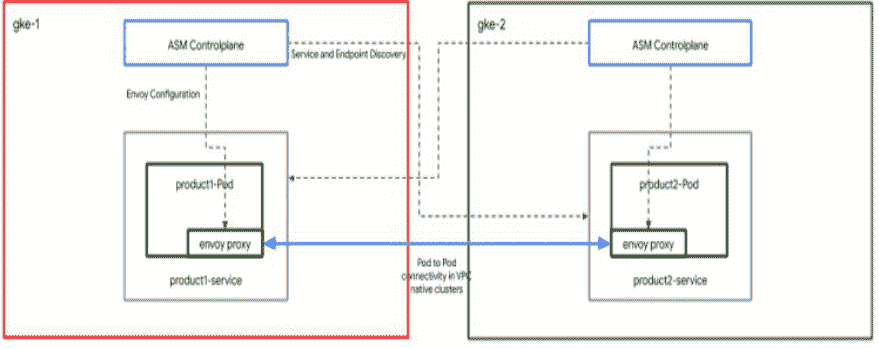 gke-1
ASM Controlplane
Service and Endpoint Discovery
Envoy Configuration
product1-Pod
envoy proxy
product1-service
Pod to Pod
connectivity in VPC
native clusters
gke-2
ASM Controlplane
product2-Pod
envoy proxy
product2-service